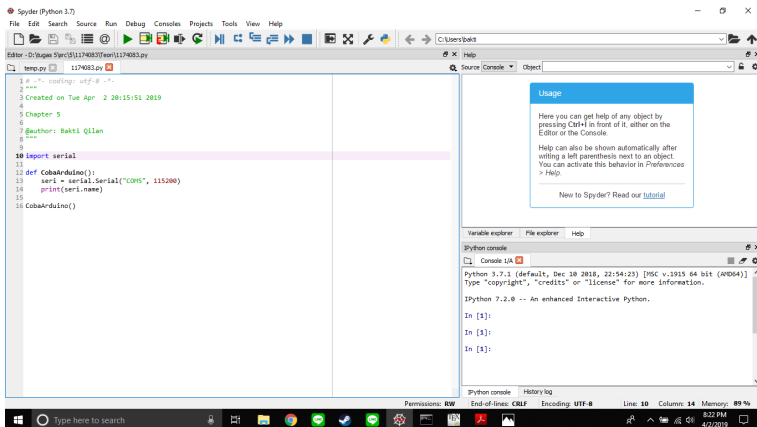 Spyder (Python 3.7)
File Edit Search Source Run Debug Consoles Projects Tools View Help
C:\Users\bakti
Editor - D:\tugas 5\src\5\1174083\Teori\1174083.py
temp.py 1174083.py
1 # -*- coding: utf-8 -*-
2 """
3 Created on Tue Apr  2 20:15:51 2019
4
5 Chapter 5
6
7 @author: Bakti Qilan
8 """
9
10 import serial
11
12 def CobaArduino():
13     seri = serial.Serial("COM5", 115200)
14     print(seri.name)
15
16 CobaArduino()
Help
Source Console Object
Usage
Here you can get help of any object by
pressing Ctrl+I in front of it, either on the
Editor or the Console.
Help can also be shown automatically after
writing a left parenthesis next to an object.
You can activate this behavior in Preferences
> Help.
New to Spyder? Read our tutorial
Variable explorer File explorer Help
IPython console
Console 1/A
Python 3.7.1 (default, Dec 10 2018, 22:54:23) [MSC v.1915 64 bit (AMD64)]
Type "copyright", "credits" or "license" for more information.
IPython 7.2.0 -- An enhanced Interactive Python.
In [1]:
In [1]:
In [1]:
IPython console History log
Permissions: RW End-of-lines: CRLF Encoding: UTF-8 Line: 10 Column: 14 Memory: 89 %
Type here to search
8:22 PM
4/2/2019